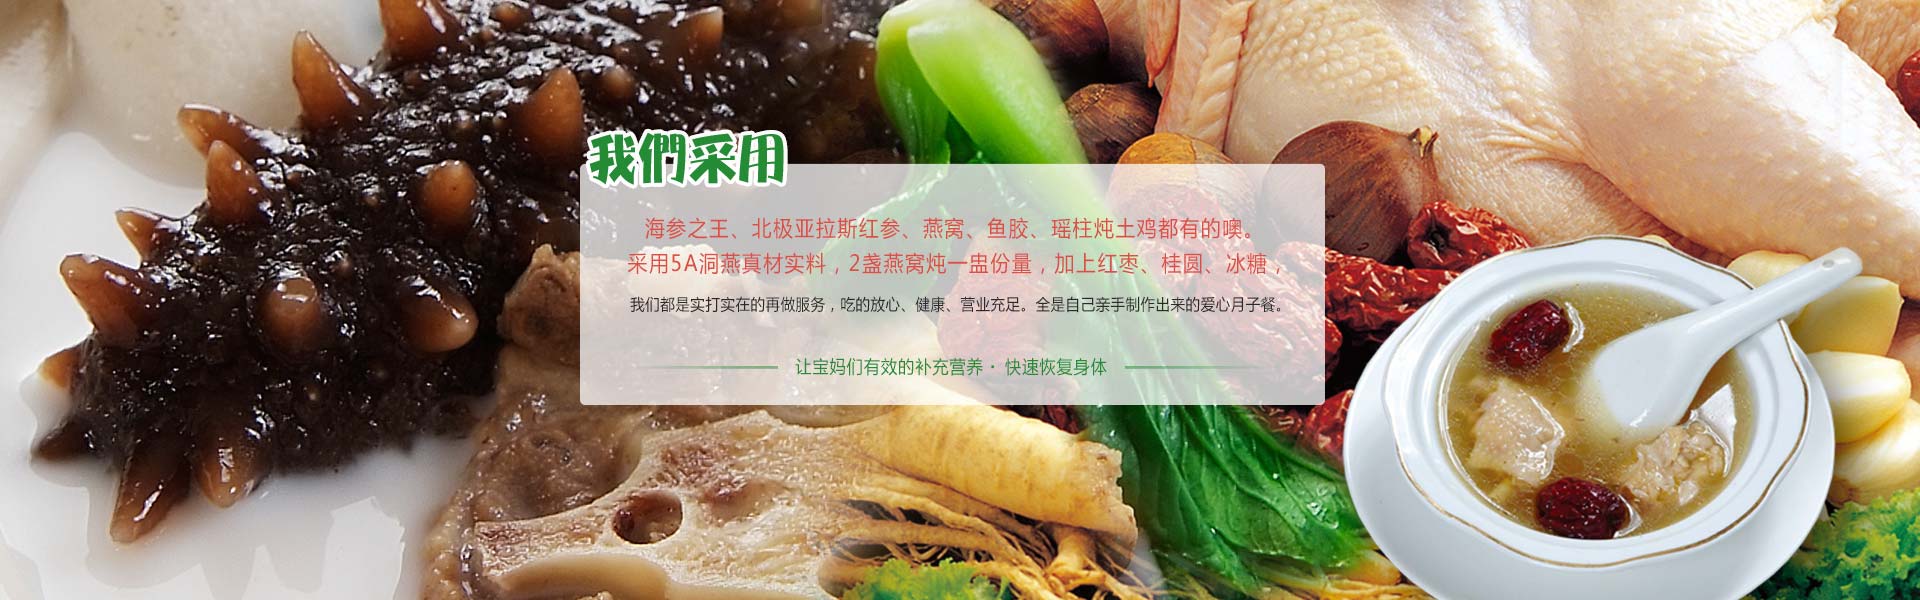 我們采用
海参之王、北极亚拉斯红参、燕窝、鱼胶、瑶柱炖土鸡都有的噢。
采用5A洞燕真材实料，2盏燕窝炖一盅份量，加上红枣、桂圆、冰糖，
我们都是实打实在的再做服务，吃的放心、健康、营业充足。全是自己亲手制作出来的爱心月子餐。
让宝妈们有效的补充营养· 快速恢复身体